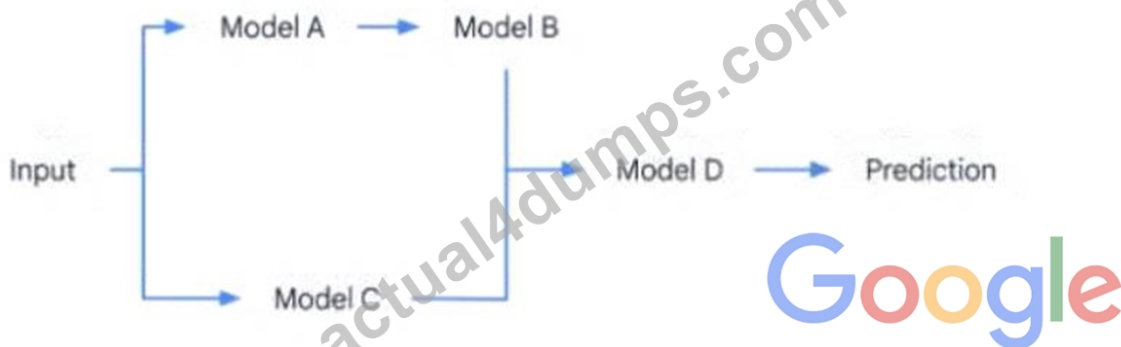 Model A
Model B
Input
Model D
Prediction
Model C
actual4dumps.com
Google